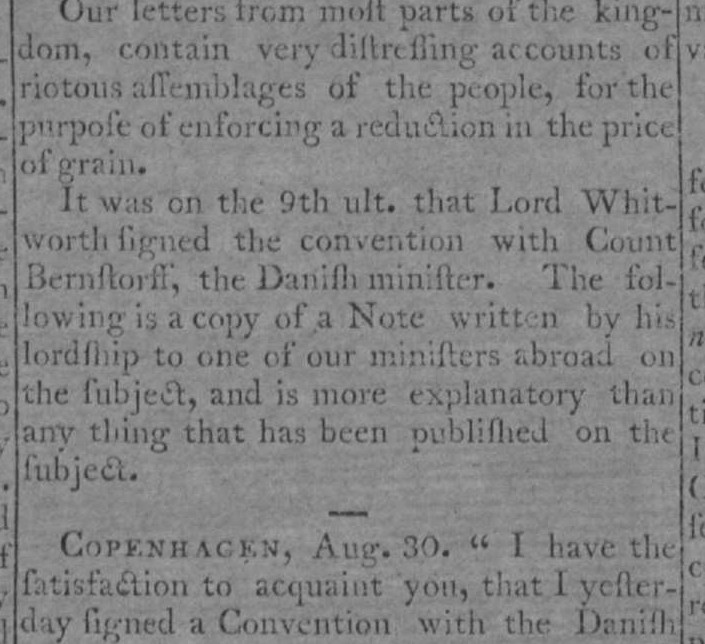 Our letters from moſt parts of the king-
dom, contain very diſtreſſing accounts of
riotous aſſemblages of the people, for the
purpoſe of enforcing a reduction in the price
of grain.
It was on the 9th ult. that Lord Whit-
worth ſigned the convention with Count
Bernſtorff, the Daniſh miniſter. The fol-
lowing is a copy of a Note written by his
lordſhip to one of our miniſters abroad on
the ſubject, and is more explanatory than
any thing that has been publiſhed on the
ſubject.
—
COPENHAGEN, Aug. 30. “ I have the
ſatisfaction to acquaint you, that I yeſter-
day ſigned a Convention with the Daniſh